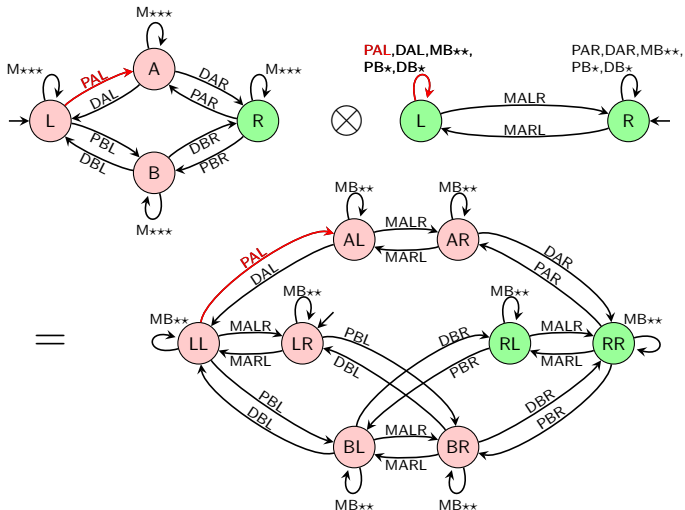 M⋆⋆⋆
PAL,DAL,MB⋆⋆,
PB⋆,DB⋆
PAR,DAR,MB⋆⋆,
PB⋆,DB⋆
M⋆⋆⋆
PAL
A
DAR
M⋆⋆⋆
DAL
PAR
MALR
L
R
⊗
L
R
PBL
DBR
MARL
DBL
B
PBR
M⋆⋆⋆
MB⋆⋆
MB⋆⋆
PAL
AL
MALR
AR
DAR
MARL
DAL
PAR
MB⋆⋆
MB⋆⋆
MB⋆⋆
MB⋆⋆
=
LL
MALR
LR
PBL
DBR
RL
MALR
RR
MARL
DBL
PBR
MARL
PBL
DBR
DBL
PBR
BL
MALR
BR
MARL
MB⋆⋆
MB⋆⋆